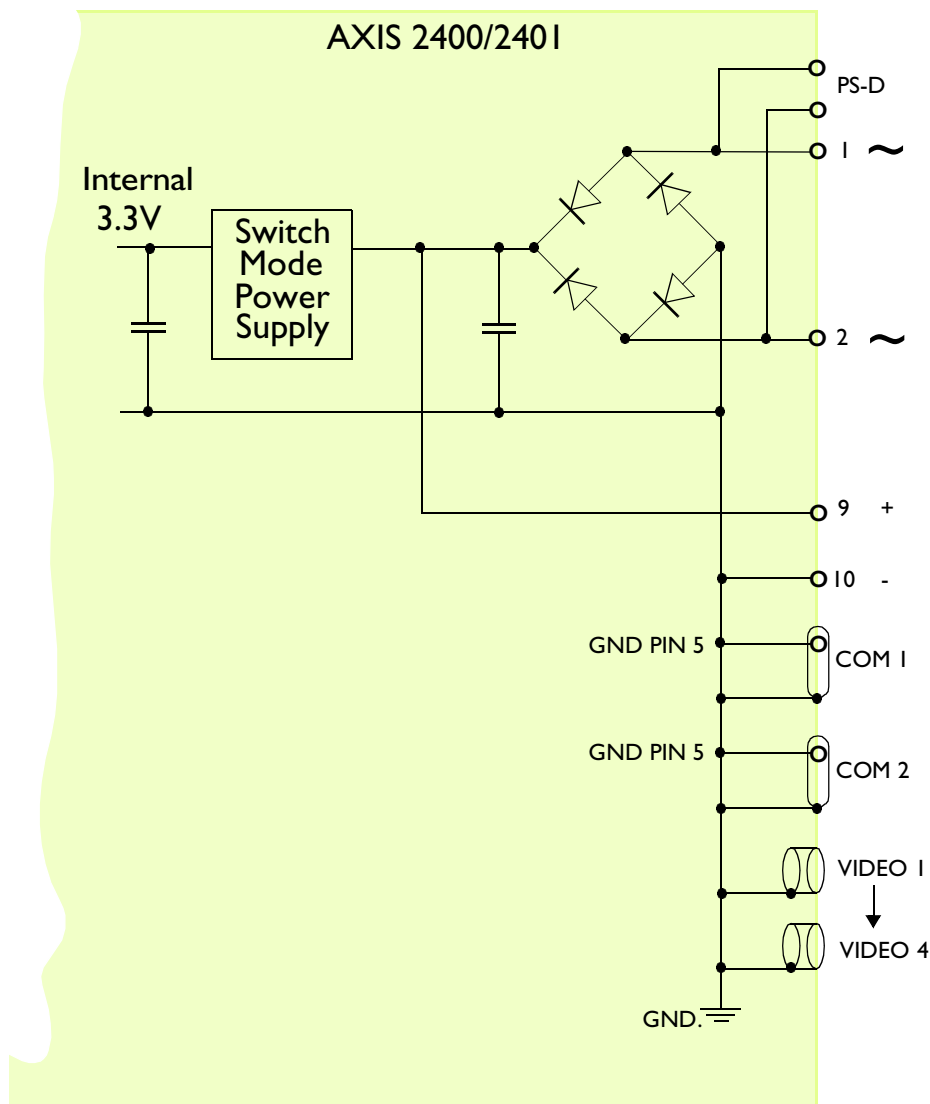 AXIS 2400/2401
PS-D
1 ~
Internal
3.3V
Switch
Mode
Power
Supply
2 ~
9 +
10 -
GND PIN 5
COM 1
GND PIN 5
COM 2
VIDEO 1
VIDEO 4
GND.